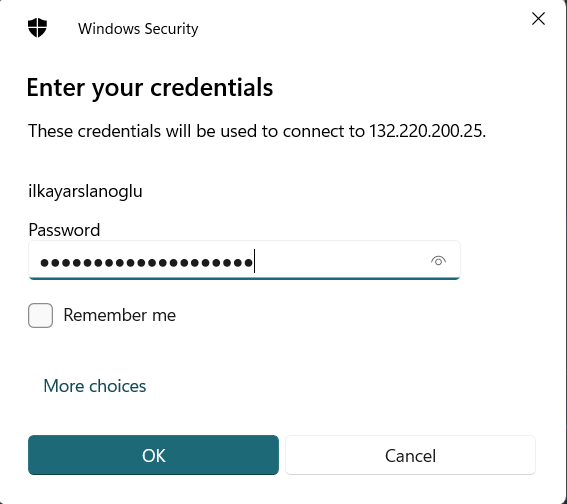 Windows Security
Enter your credentials
These credentials will be used to connect to 132.220.200.25.
ilkayarslanoglu
Password
●●●●●●●●●●●●●●●●●●●●
Remember me
More choices
OK
Cancel